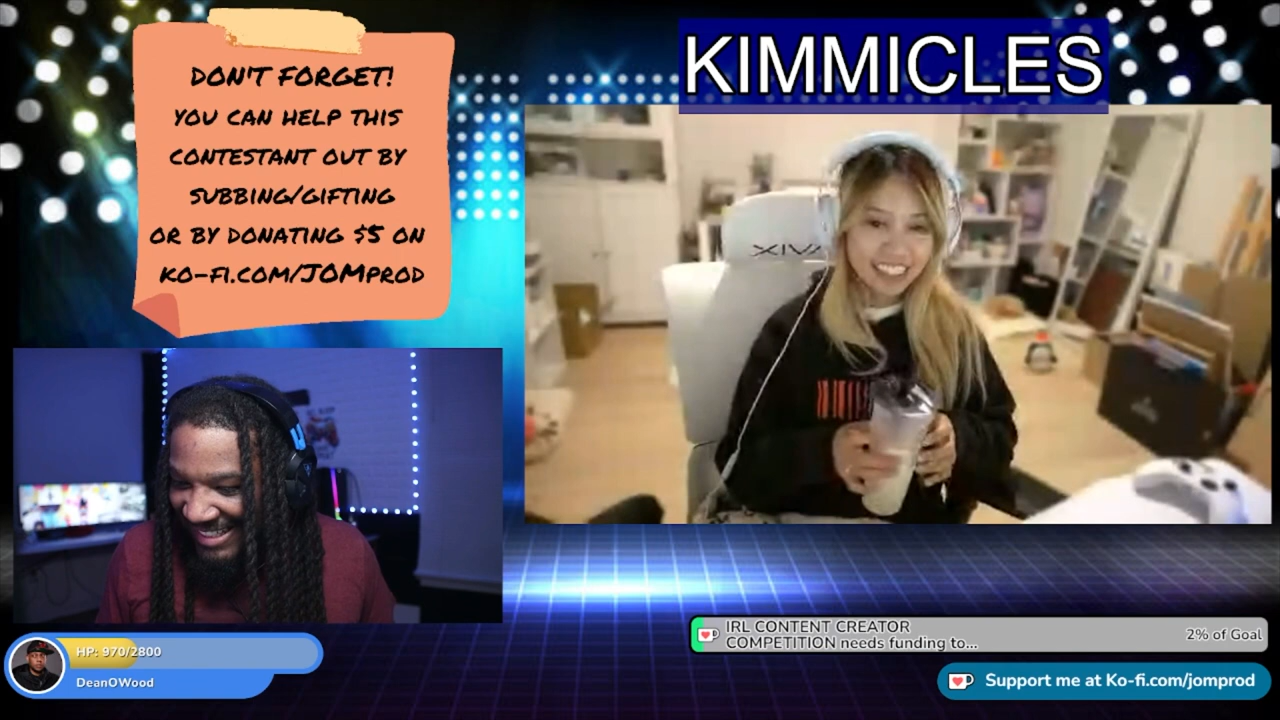 DON'T FORGET!
YOU CAN HELP THIS
CONTESTANT OUT BY
SUBBING/GIFTING
OR BY DONATING $5 ON
KO-FI.COM/JOMPROD
KIMMICLES
XIVA
HP: 970/2800
DeanOWood
IRL CONTENT CREATOR
COMPETITION needs funding to...
2% of Goal
Support me at Ko-fi.com/jomprod